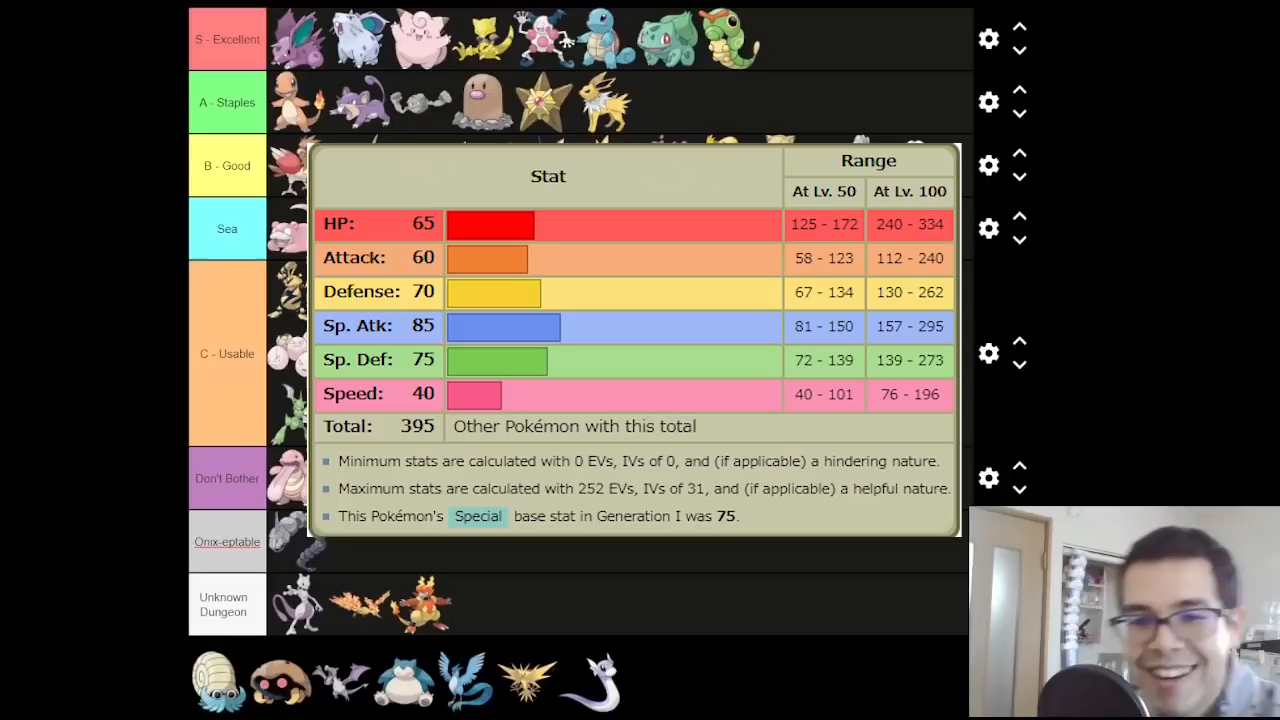 S - Excellent
A - Staples
B - Good
Sea
C - Usable
Don't Bother
Onix-eptable
Unknown
Dungeon
Stat
Range
At Lv. 50 At Lv. 100
HP: 65 125 - 172 240 - 334
Attack: 60 58 - 123 112 - 240
Defense: 70 67 - 134 130 - 262
Sp. Atk: 85 81 - 150 157 - 295
Sp. Def: 75 72 - 139 139 - 273
Speed: 40 40 - 101 76 - 196
Total: 395 Other Pokémon with this total
Minimum stats are calculated with 0 EVs, IVs of 0, and (if applicable) a hindering nature.
Maximum stats are calculated with 252 EVs, IVs of 31, and (if applicable) a helpful nature.
This Pokémon's Special base stat in Generation I was 75.